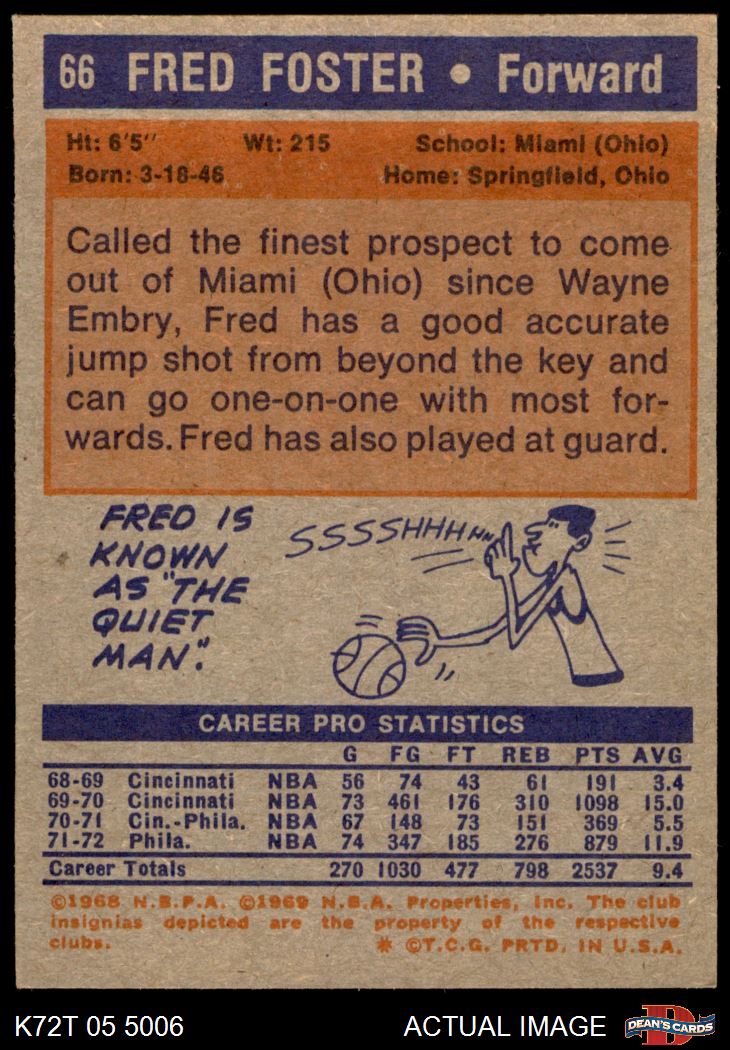 66 FRED FOSTER • Forward
Ht: 6'5" Wt: 215 School: Miami (Ohio)
Born: 3-18-46 Home: Springfield, Ohio
Called the finest prospect to come
out of Miami (Ohio) since Wayne
Embry, Fred has a good accurate
jump shot from beyond the key and
can go one-on-one with most for-
wards. Fred has also played at guard.
FRED IS
KNOWN
AS "THE
QUIET
MAN".
SSSSHHHHH
CAREER PRO STATISTICS
G FG FT REB PTS AVG
68-69 Cincinnati NBA 56 74 43 61 191 3.4
69-70 Cincinnati NBA 73 461 176 310 1098 15.0
70-71 Cin.-Phila. NBA 67 148 73 151 369 5.5
71-72 Phila. NBA 74 347 185 276 879 11.9
Career Totals 270 1030 477 798 2537 9.4
©1968 N.B.P.A. ©1969 N.B.A. Properties, Inc. The club
insignias depicted are the property of the respective
clubs. * ©T.C.G. PRTD. IN U.S.A.
K72T 05 5006 ACTUAL IMAGE D DEAN'S CARDS